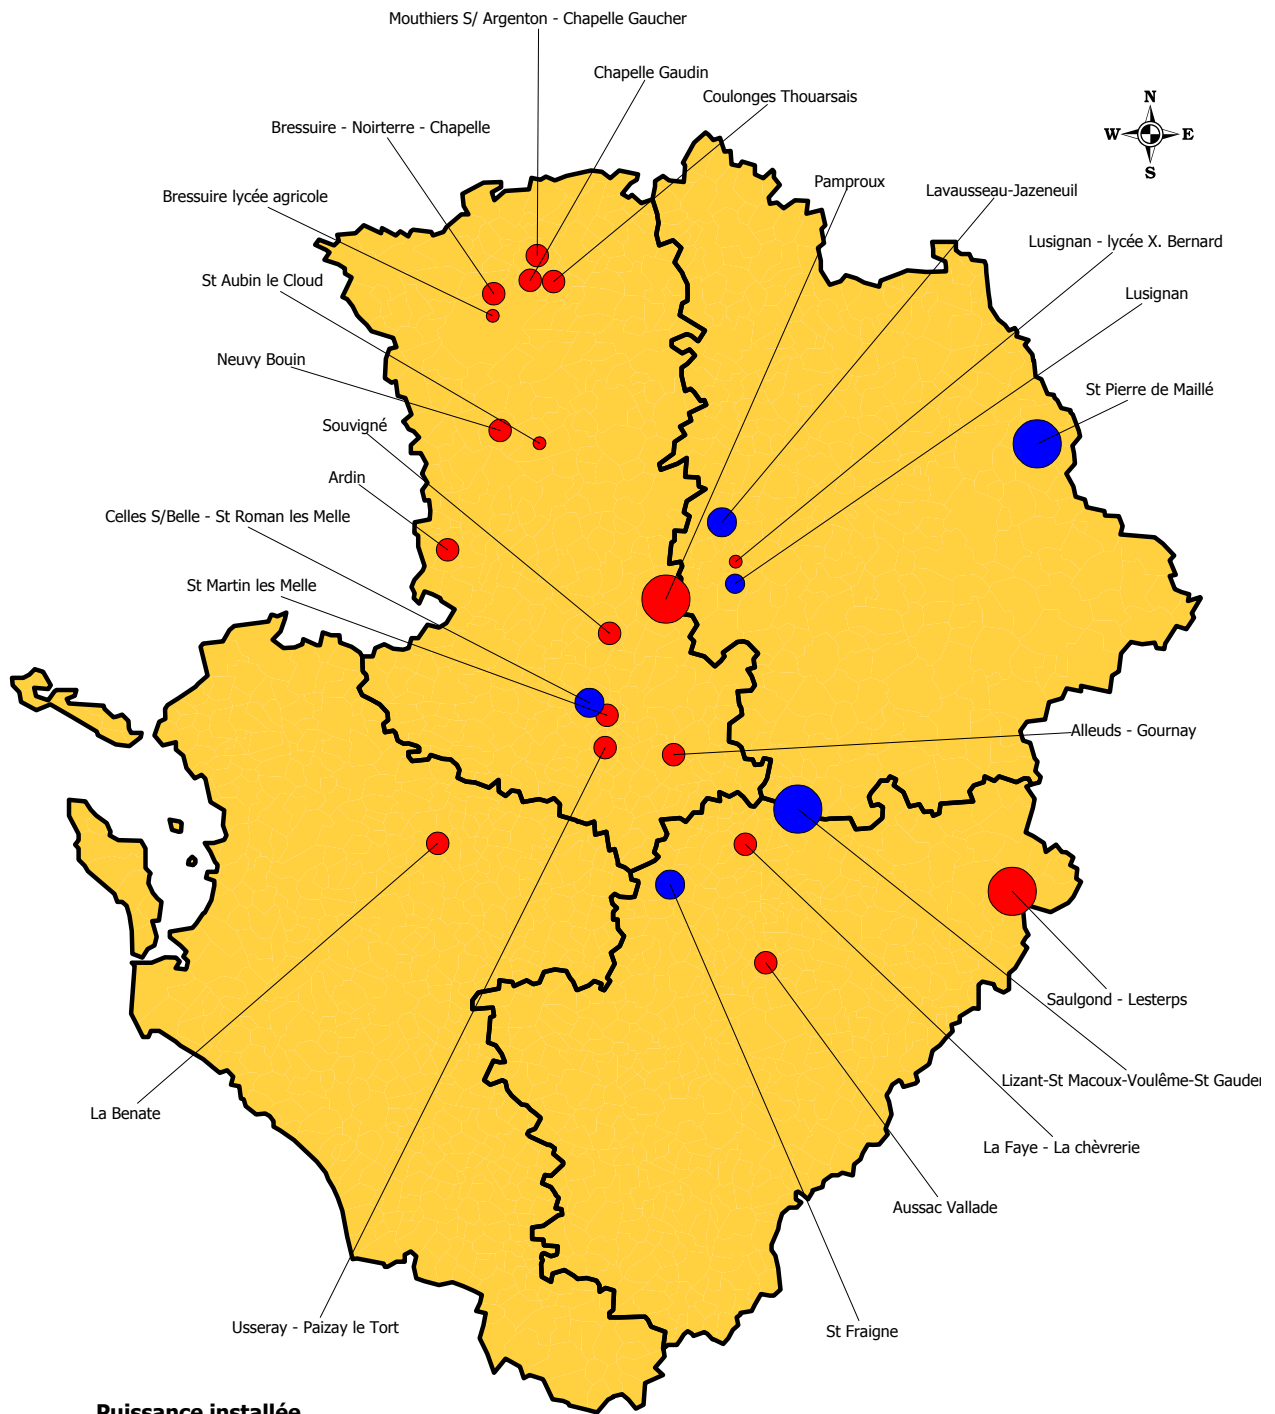 Mouthiers S/ Argenton - Chapelle Gaucher
Chapelle Gaudin
Coulonges Thouarsais
N
W E
S
Bressuire - Noirterre - Chapelle
Pamproux
Lavausseau-Jazeneuil
Bressuire lycée agricole
Lusignan - lycée X. Bernard
St Aubin le Cloud
Lusignan
Neuvy Bouin
St Pierre de Maillé
Souvigné
Ardin
Celles S/Belle - St Roman les Melle
St Martin les Melle
Alleuds - Gournay
Saulgond - Lesterps
Lizant-St Macoux-Voulême-St Gauden
La Benate
La Faye - La chèvrerie
Aussac Vallade
Usseray - Paizay le Tort
St Fraigne
Puissance installée